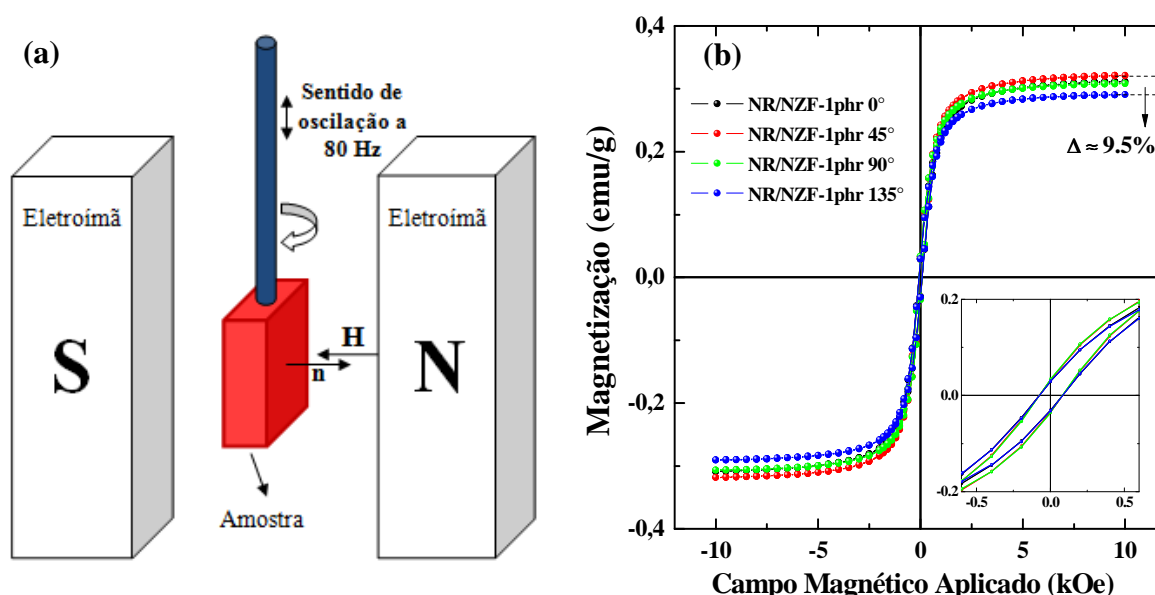 (a)
Sentido de
oscilação a
80 Hz
Eletroímã
Eletroímã
S
H
n
N
Amostra
(b)
Magnetização (emu/g)
0,4
0,2
0,0
-0,2
-0,4
NR/NZF-1phr 0°
NR/NZF-1phr 45°
NR/NZF-1phr 90°
NR/NZF-1phr 135°
Δ ≈ 9.5%
0.2
0.0
-0.2
-0.5 0.0 0.5
-10 -5 0 5 10
Campo Magnético Aplicado (kOe)